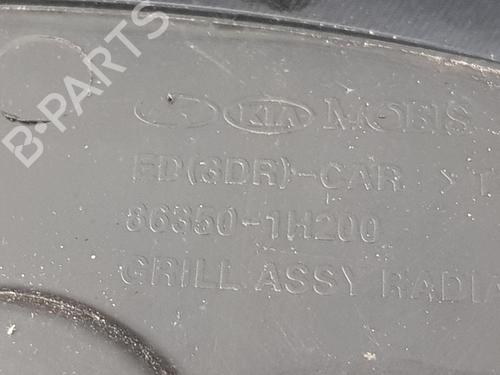 B-PARTS
KIA MOBIS
ED(3DR)-CAR >T
86350-1H200
GRILL ASSY RADIA